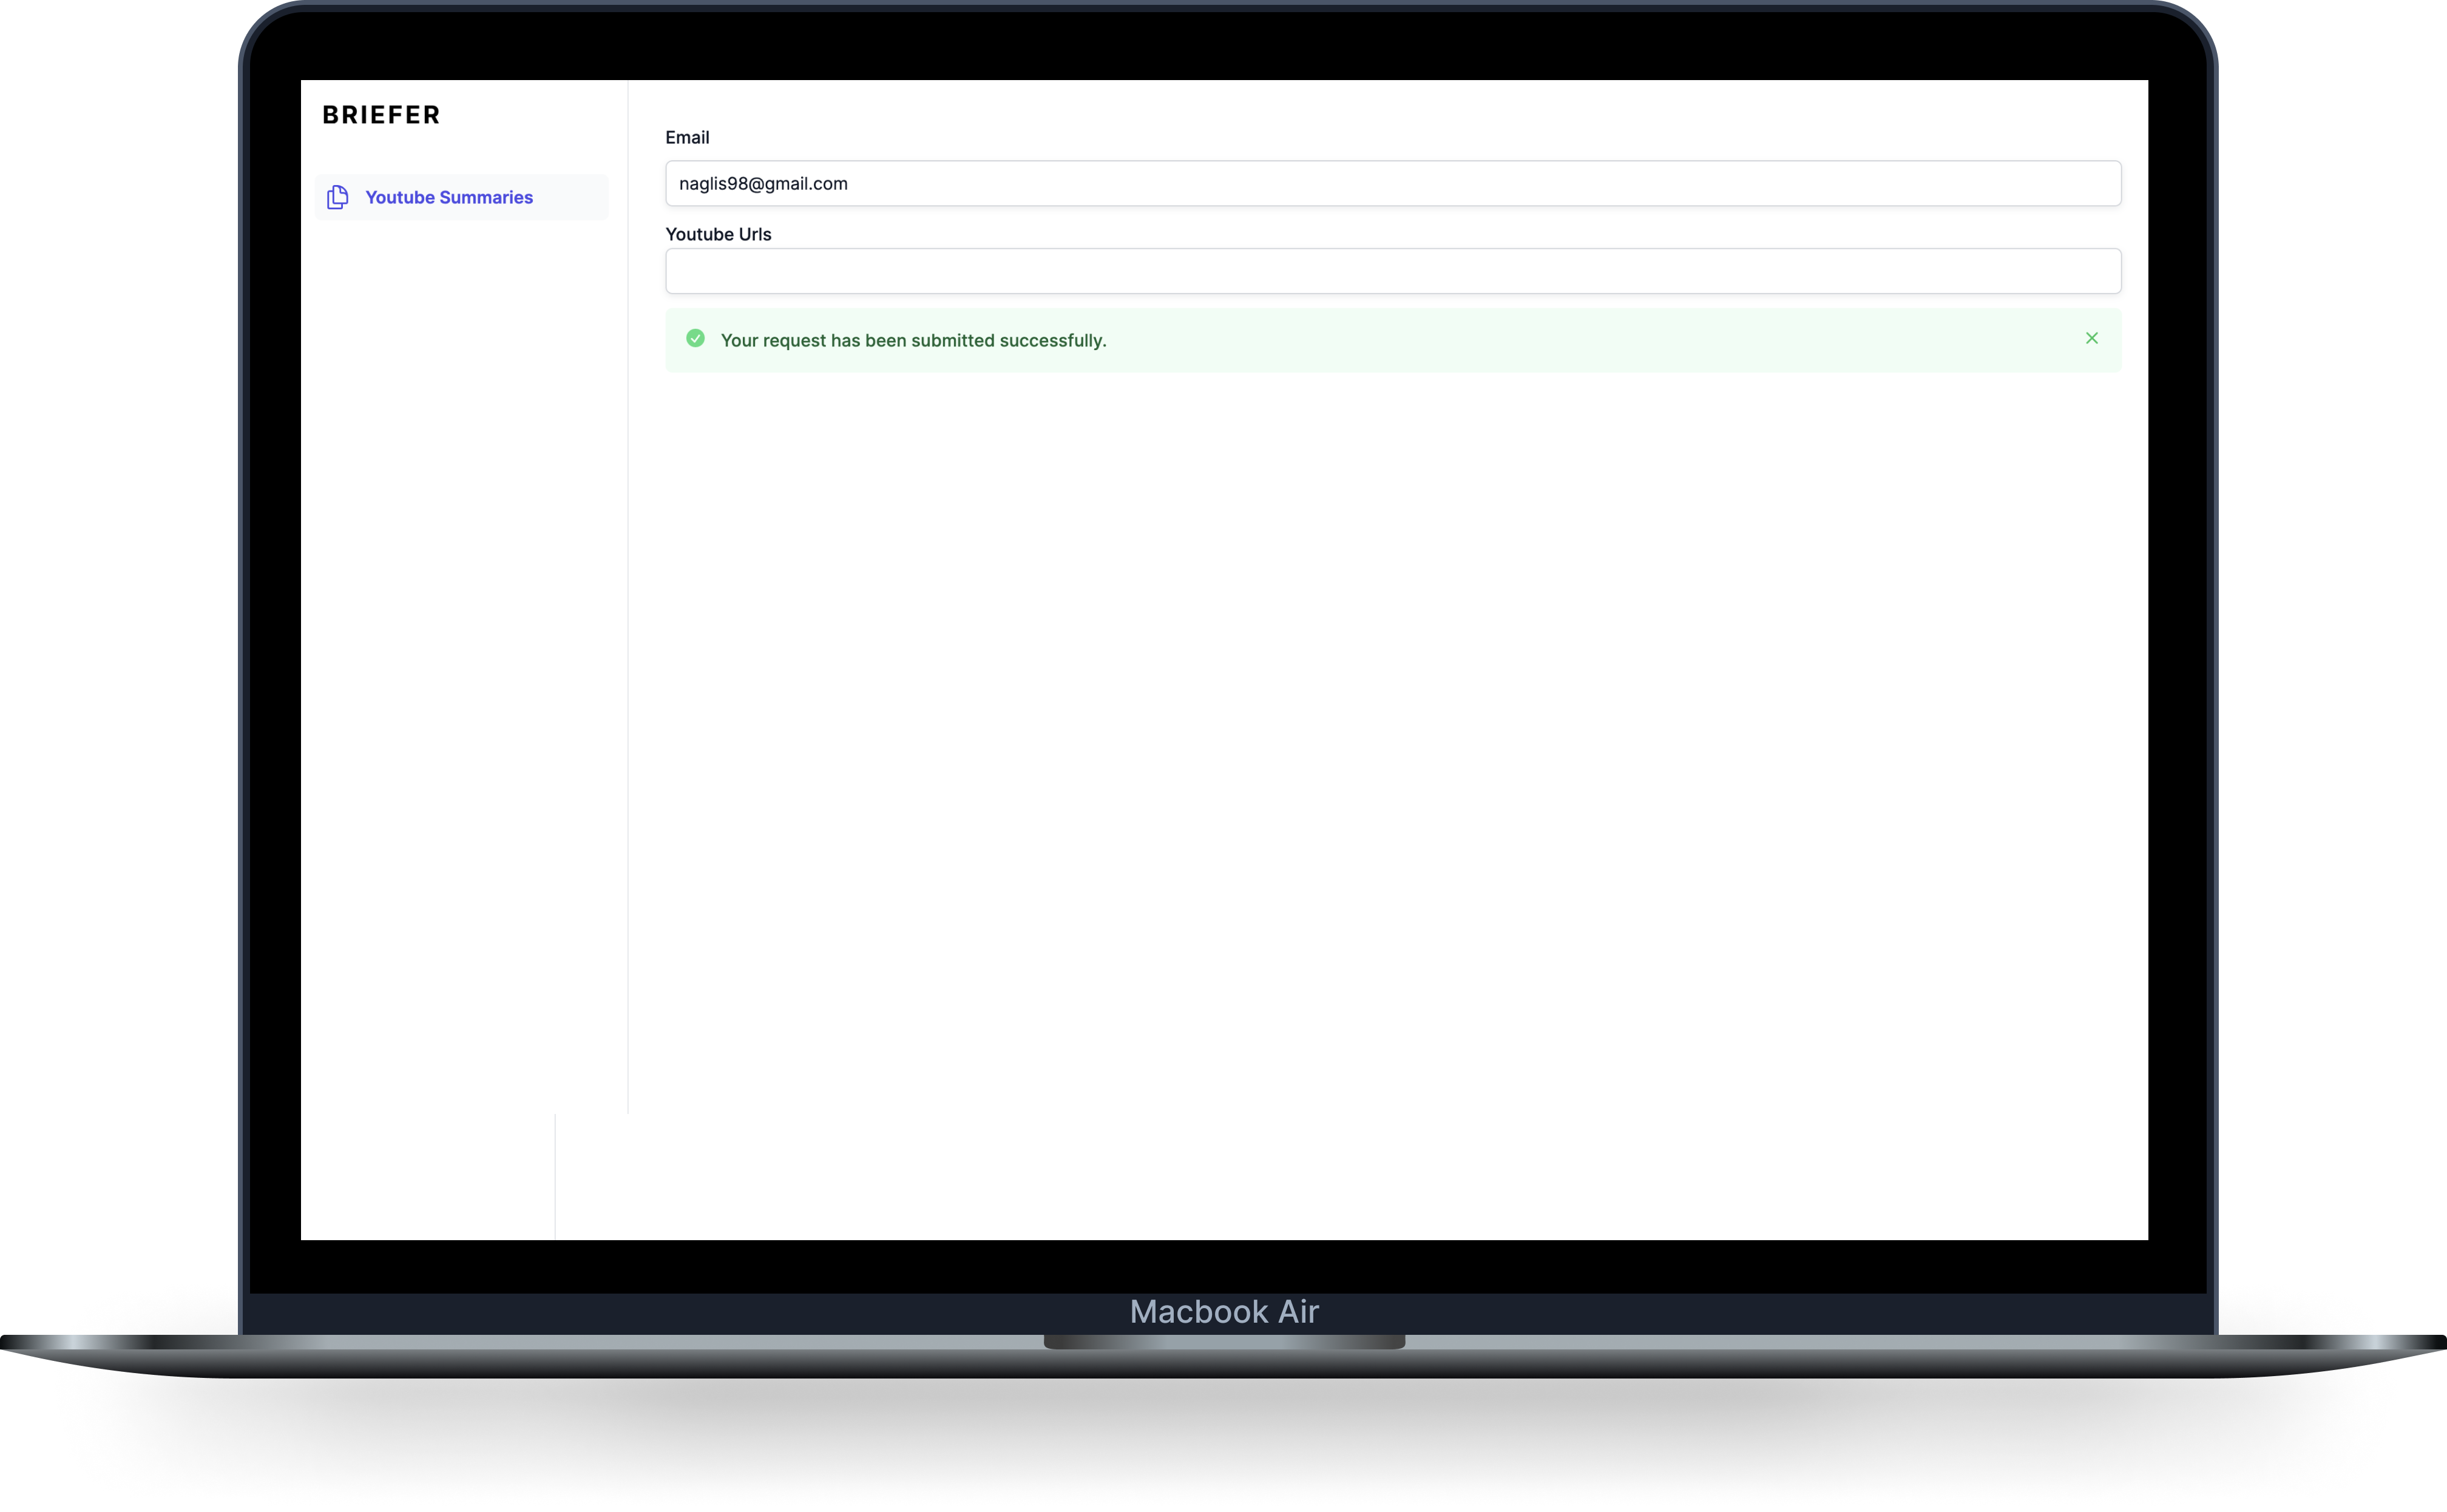 BRIEFER
Youtube Summaries
Email
naglis98@gmail.com
Youtube Urls
Your request has been submitted successfully.
Macbook Air